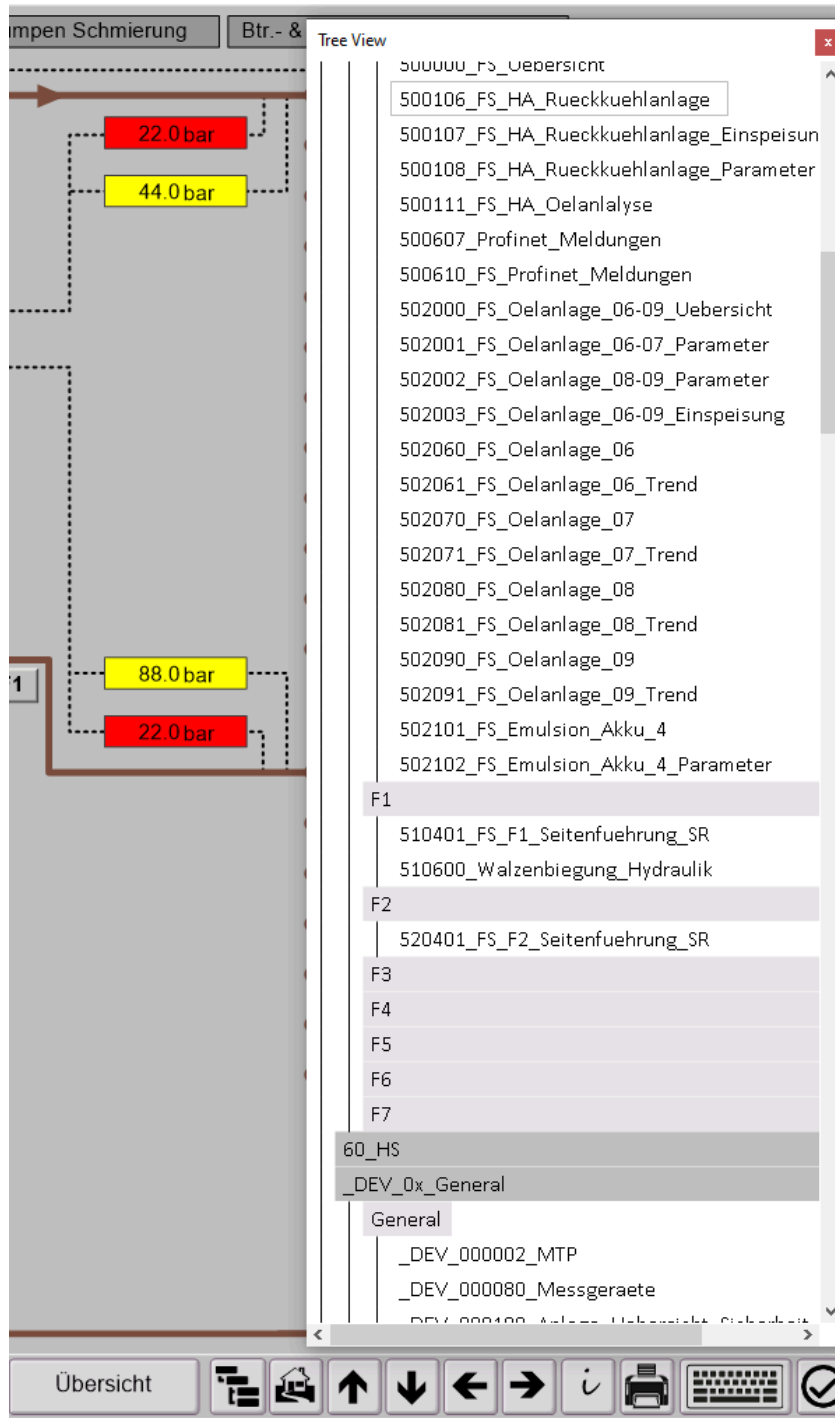 mpen Schmierung
Btr.- &
Tree View
x
500000_FS_Uebersicht
500106_FS_HA_Rueckkuehlanlage
22.0 bar
500107_FS_HA_Rueckkuehlanlage_Einspeisun
500108_FS_HA_Rueckkuehlanlage_Parameter
44.0 bar
500111_FS_HA_Oelanlalyse
500607_Profinet_Meldungen
500610_FS_Profinet_Meldungen
502000_FS_Oelanlage_06-09_Uebersicht
502001_FS_Oelanlage_06-07_Parameter
502002_FS_Oelanlage_08-09_Parameter
502003_FS_Oelanlage_06-09_Einspeisung
502060_FS_Oelanlage_06
502061_FS_Oelanlage_06_Trend
502070_FS_Oelanlage_07
502071_FS_Oelanlage_07_Trend
502080_FS_Oelanlage_08
502081_FS_Oelanlage_08_Trend
502090_FS_Oelanlage_09
88.0 bar
1
502091_FS_Oelanlage_09_Trend
502101_FS_Emulsion_Akku_4
22.0 bar
502102_FS_Emulsion_Akku_4_Parameter
F1
510401_FS_F1_Seitenfuehrung_SR
510600_Walzenbiegung_Hydraulik
F2
520401_FS_F2_Seitenfuehrung_SR
F3
F4
F5
F6
F7
60_HS
_DEV_0x_General
General
_DEV_000002_MTP
_DEV_000080_Messgeraete
Übersicht
i